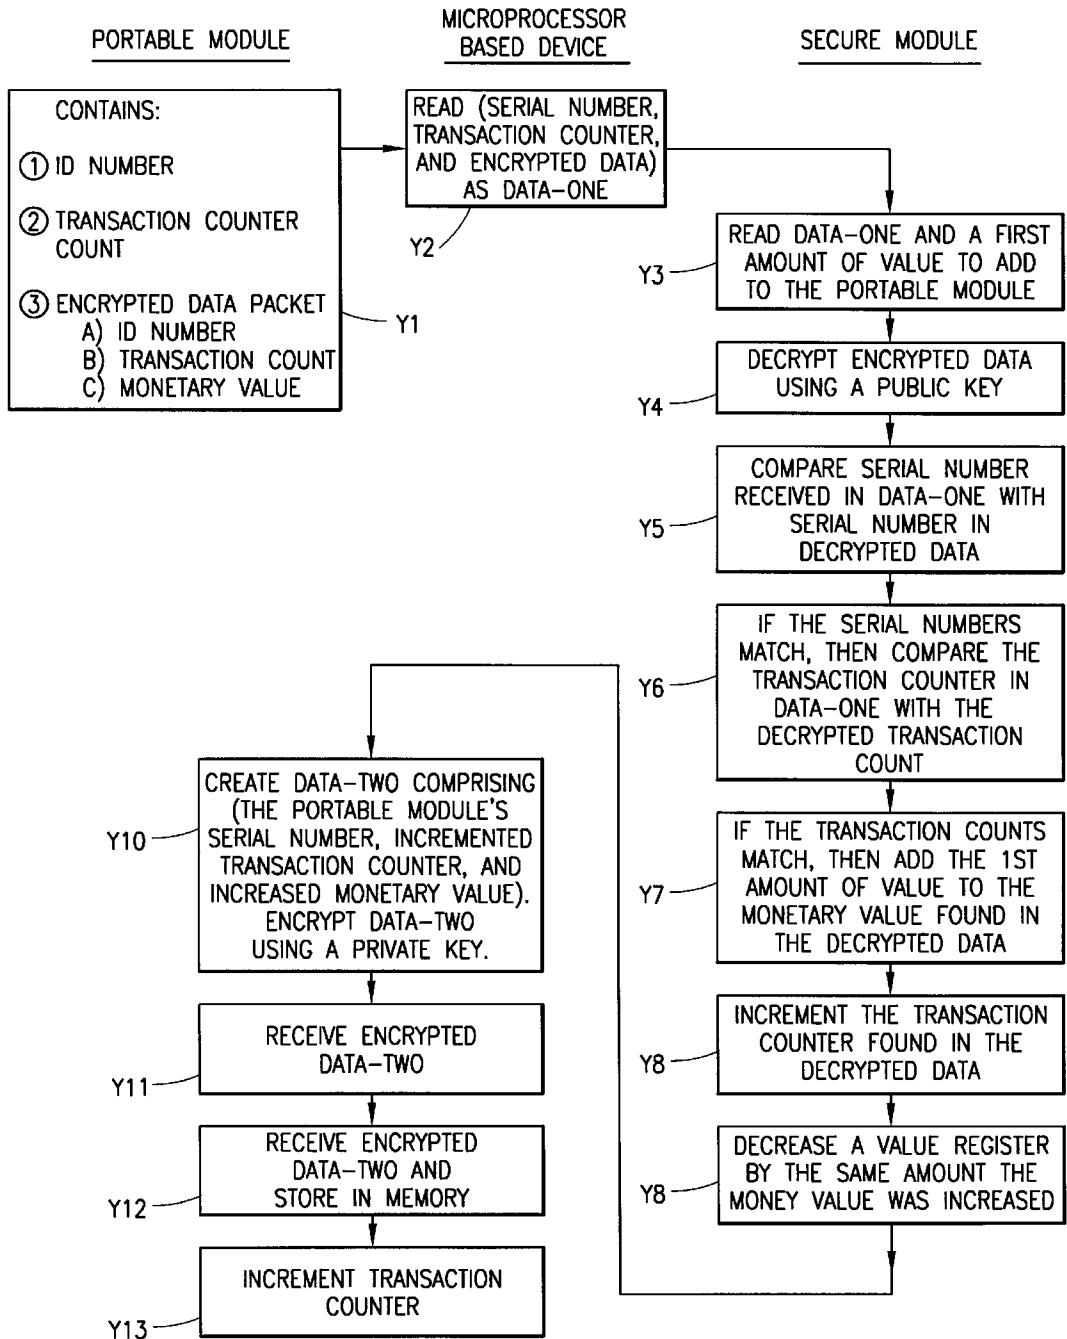 PORTABLE MODULE
MICROPROCESSOR
BASED DEVICE
SECURE MODULE
CONTAINS:
① ID NUMBER
② TRANSACTION COUNTER
COUNT
③ ENCRYPTED DATA PACKET
A) ID NUMBER
B) TRANSACTION COUNT
C) MONETARY VALUE
Y1
READ (SERIAL NUMBER,
TRANSACTION COUNTER,
AND ENCRYPTED DATA)
AS DATA-ONE
Y2
READ DATA-ONE AND A FIRST
AMOUNT OF VALUE TO ADD
TO THE PORTABLE MODULE
Y3
DECRYPT ENCRYPTED DATA
USING A PUBLIC KEY
Y4
COMPARE SERIAL NUMBER
RECEIVED IN DATA-ONE WITH
SERIAL NUMBER IN
DECRYPTED DATA
Y5
IF THE SERIAL NUMBERS
MATCH, THEN COMPARE THE
TRANSACTION COUNTER IN
DATA-ONE WITH THE
DECRYPTED TRANSACTION
COUNT
Y6
IF THE TRANSACTION COUNTS
MATCH, THEN ADD THE 1ST
AMOUNT OF VALUE TO THE
MONETARY VALUE FOUND IN
THE DECRYPTED DATA
Y7
INCREMENT THE TRANSACTION
COUNTER FOUND IN THE
DECRYPTED DATA
Y8
DECREASE A VALUE REGISTER
BY THE SAME AMOUNT THE
MONEY VALUE WAS INCREASED
Y8
CREATE DATA-TWO COMPRISING
(THE PORTABLE MODULE'S
SERIAL NUMBER, INCREMENTED
TRANSACTION COUNTER, AND
INCREASED MONETARY VALUE).
ENCRYPT DATA-TWO
USING A PRIVATE KEY.
Y10
RECEIVE ENCRYPTED
DATA-TWO
Y11
RECEIVE ENCRYPTED
DATA-TWO AND
STORE IN MEMORY
Y12
INCREMENT TRANSACTION
COUNTER
Y13